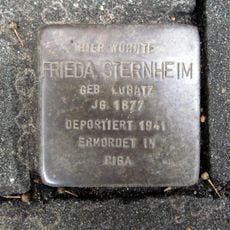 HIER WOHNTE
FRIEDA STERNHEIM
GEB. LUBATZ
JG. 1877
DEPORTIERT 1941
ERMORDET IN
RIGA